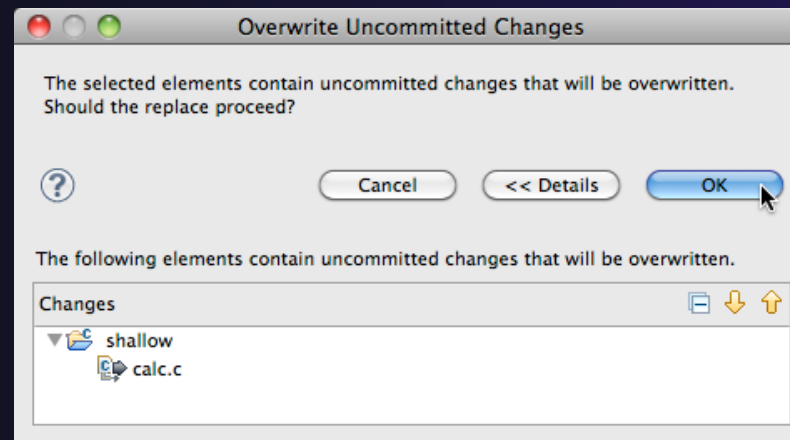 Overwrite Uncommitted Changes
The selected elements contain uncommitted changes that will be overwritten.
Should the replace proceed?
?
Cancel
<< Details
OK
The following elements contain uncommitted changes that will be overwritten.
Changes
shallow
calc.c